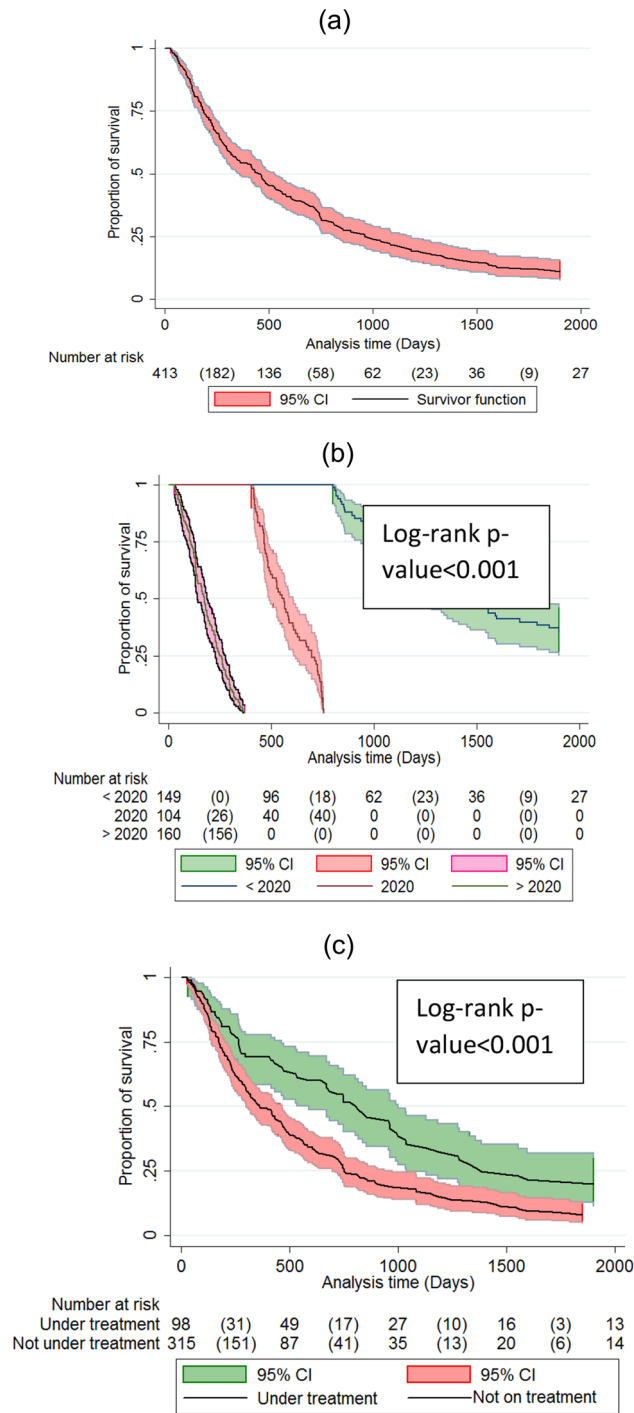 (a)
Proportion of survival
1
.75
.5
.25
0
0 500 1000 1500 2000
Analysis time (Days)
Number at risk
413 (182) 136 (58) 62 (23) 36 (9) 27
95% CI Survivor function
(b)
Proportion of survival
1
.75
.5
.25
0
Log-rank p-
value<0.001
0 500 1000 1500 2000
Analysis time (Days)
Number at risk
< 2020 149 (0) 96 (18) 62 (23) 36 (9) 27
2020 104 (26) 40 (40) 0 (0) 0 (0) 0
> 2020 160 (156) 0 (0) 0 (0) 0 (0) 0
95% CI 95% CI 95% CI
< 2020 2020 > 2020
(c)
Proportion of survival
1
.75
.5
.25
0
Log-rank p-
value<0.001
0 500 1000 1500 2000
Analysis time (Days)
Number at risk
Under treatment 98 (31) 49 (17) 27 (10) 16 (3) 13
Not under treatment 315 (151) 87 (41) 35 (13) 20 (6) 14
95% CI 95% CI
Under treatment Not on treatment